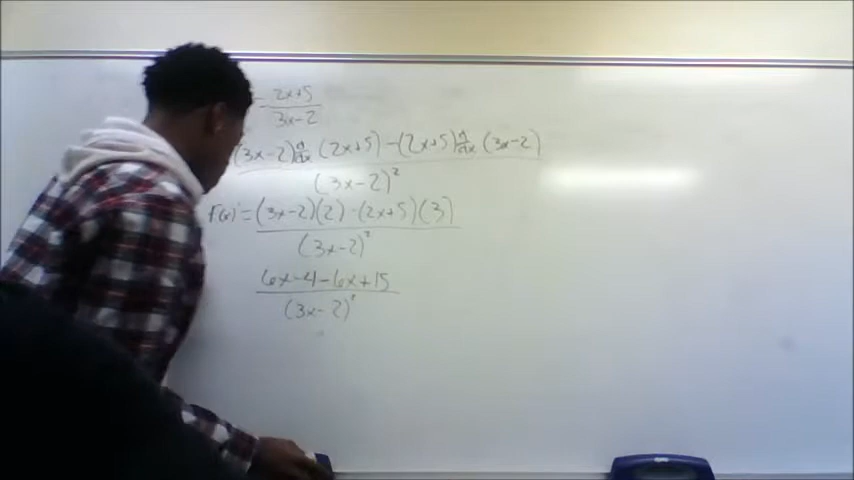 = 2x+5 / 3x-2
(3x-2) d/dx (2x+5) - (2x+5) d/dx (3x-2) / (3x-2)²
F(x)' = (3x-2)(2) - (2x+5)(3) / (3x-2)²
6x-4-6x+15 / (3x-2)²